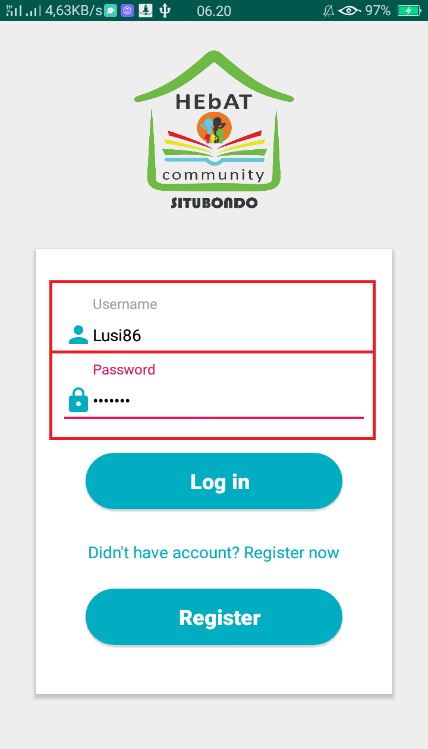 4,63KB/s 06.20 97%
HEbAT
community
SITUBONDO
Username
Lusi86
Password
•••••••
Log in
Didn't have account? Register now
Register